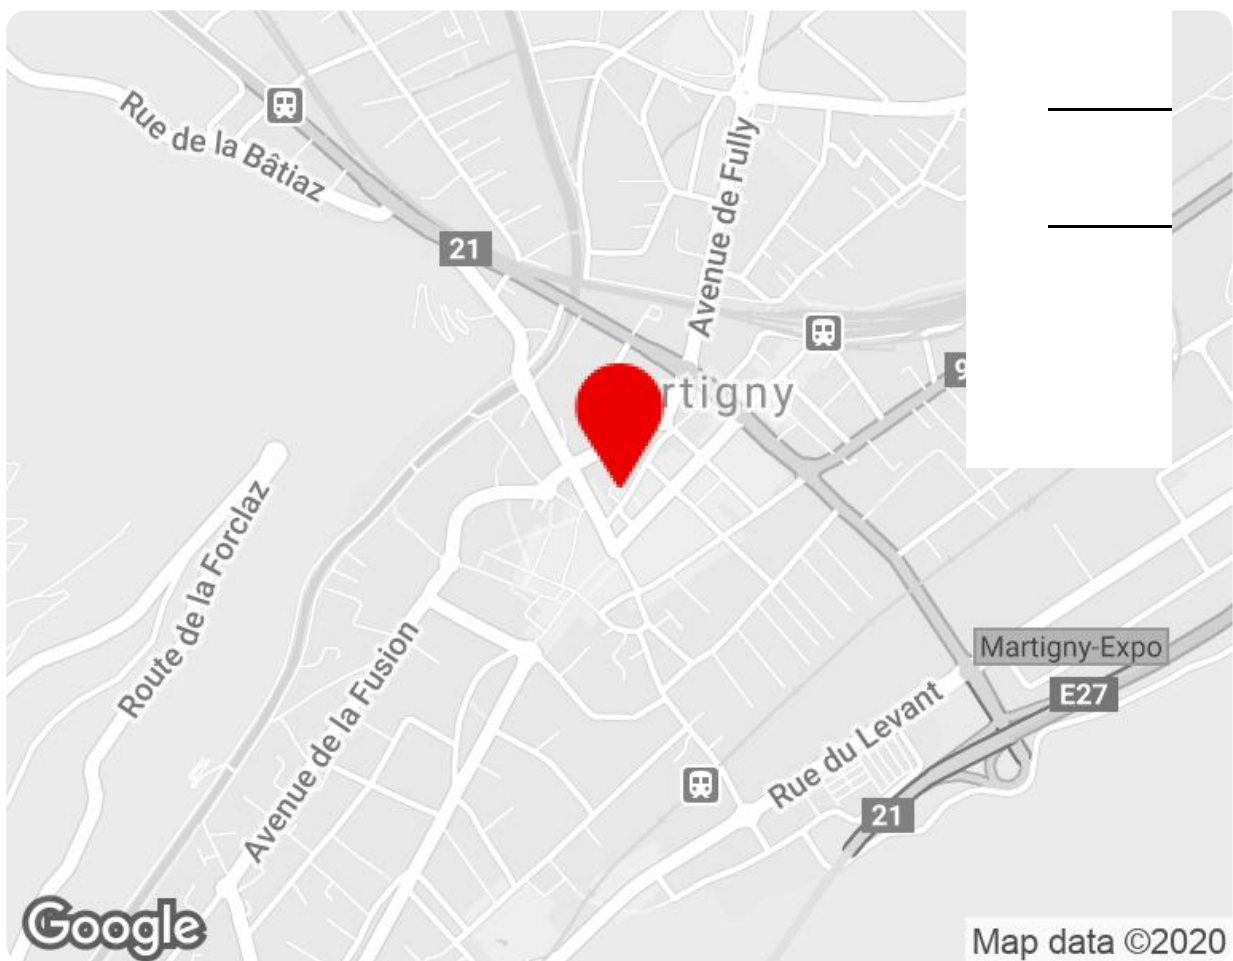 Rue de la Bâtiaz
Avenue de Fully
21
9
rtigny
Route de la Forclaz
Avenue de la Fusion
Martigny-Expo
E27
Rue du Levant
21
Google
Map data ©2020